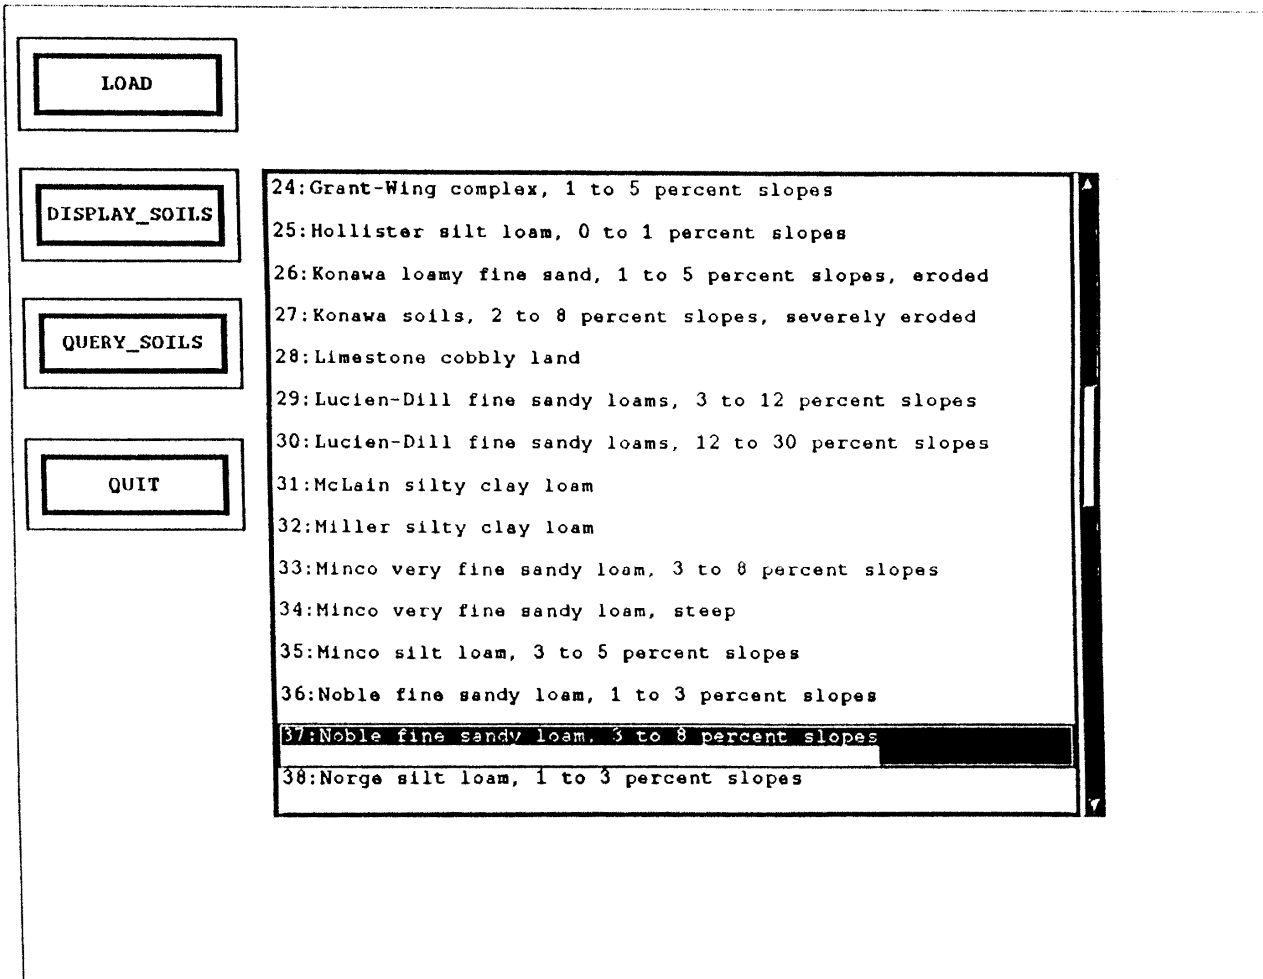 LOAD
DISPLAY_SOILS
QUERY_SOILS
QUIT
24:Grant-Wing complex, 1 to 5 percent slopes
25:Hollister silt loam, 0 to 1 percent slopes
26:Konawa loamy fine sand, 1 to 5 percent slopes, eroded
27:Konawa soils, 2 to 8 percent slopes, severely eroded
28:Limestone cobbly land
29:Lucien-Dill fine sandy loams, 3 to 12 percent slopes
30:Lucien-Dill fine sandy loams, 12 to 30 percent slopes
31:McLain silty clay loam
32:Miller silty clay loam
33:Minco very fine sandy loam, 3 to 8 percent slopes
34:Minco very fine sandy loam, steep
35:Minco silt loam, 3 to 5 percent slopes
36:Noble fine sandy loam, 1 to 3 percent slopes
37:Noble fine sandy loam, 3 to 8 percent slopes
38:Norge silt loam, 1 to 3 percent slopes